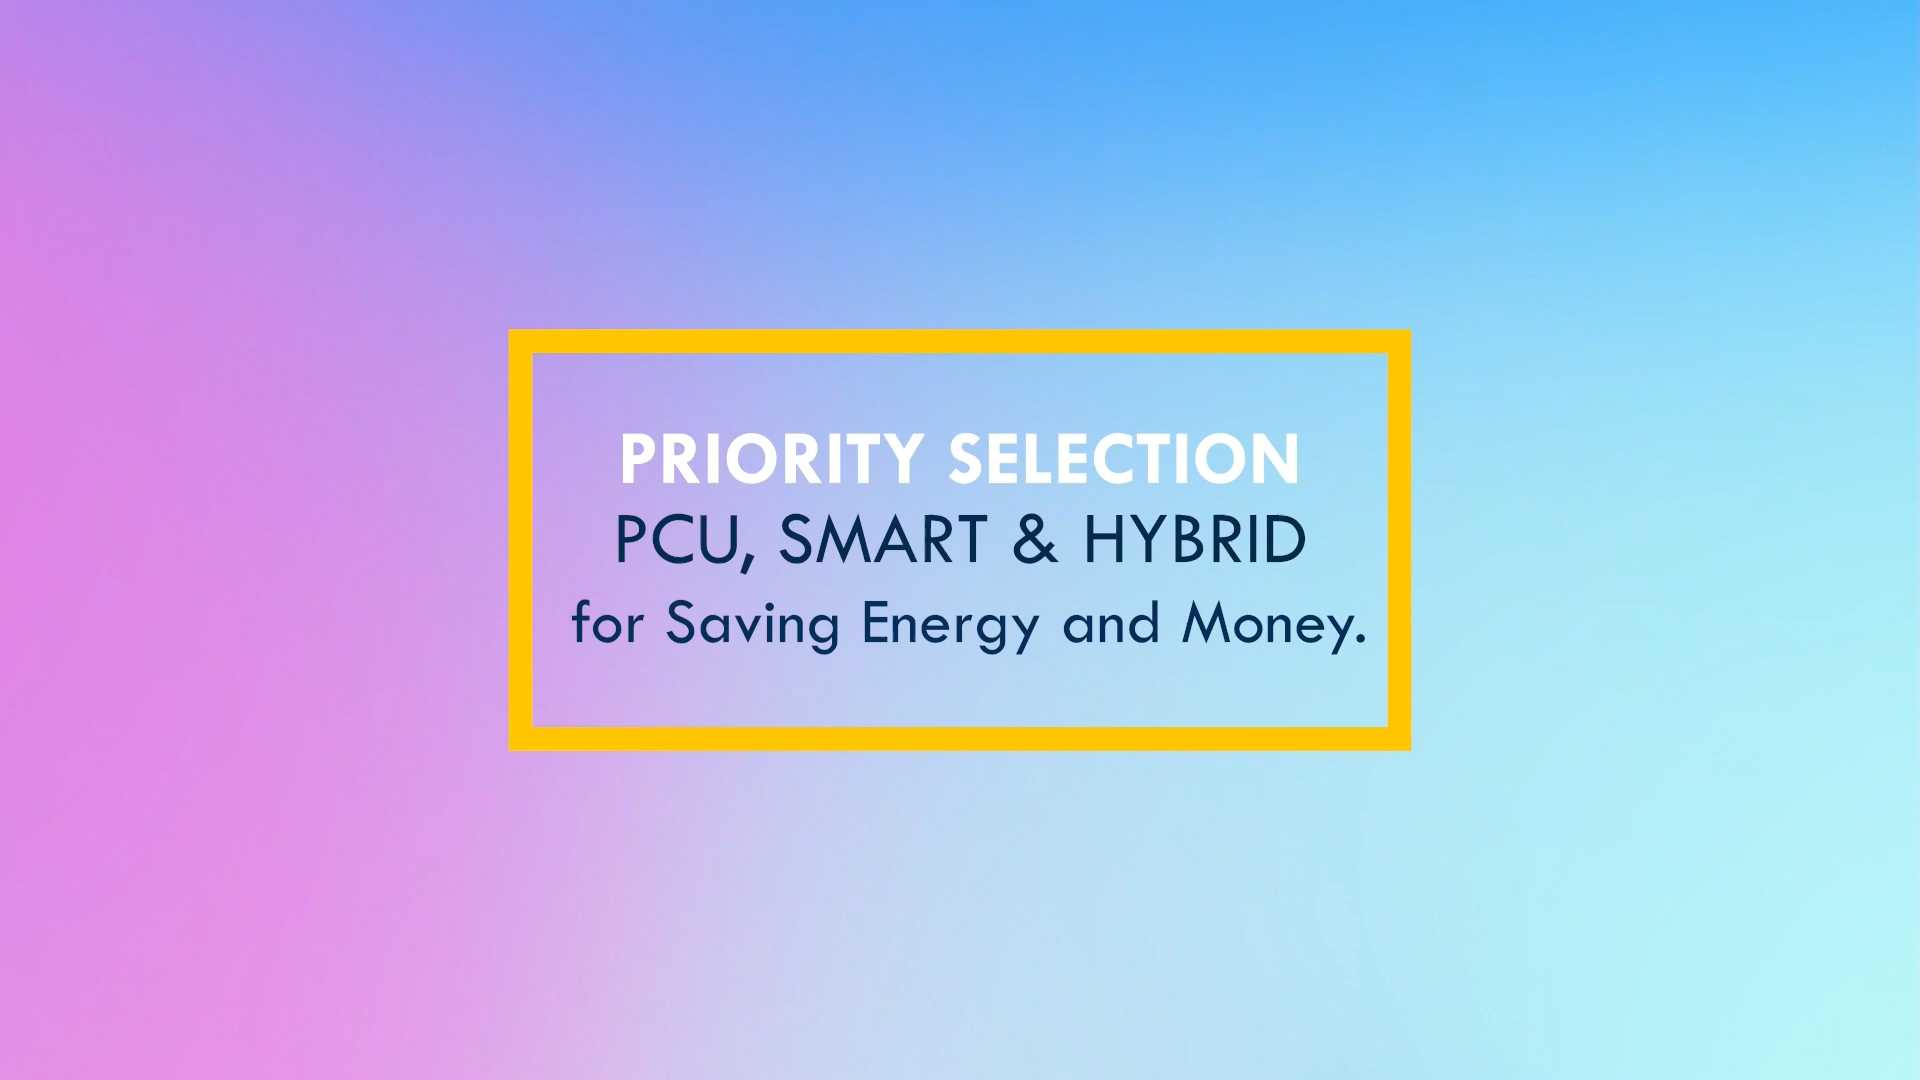 PRIORITY SELECTION
PCU, SMART & HYBRID
for Saving Energy and Money.